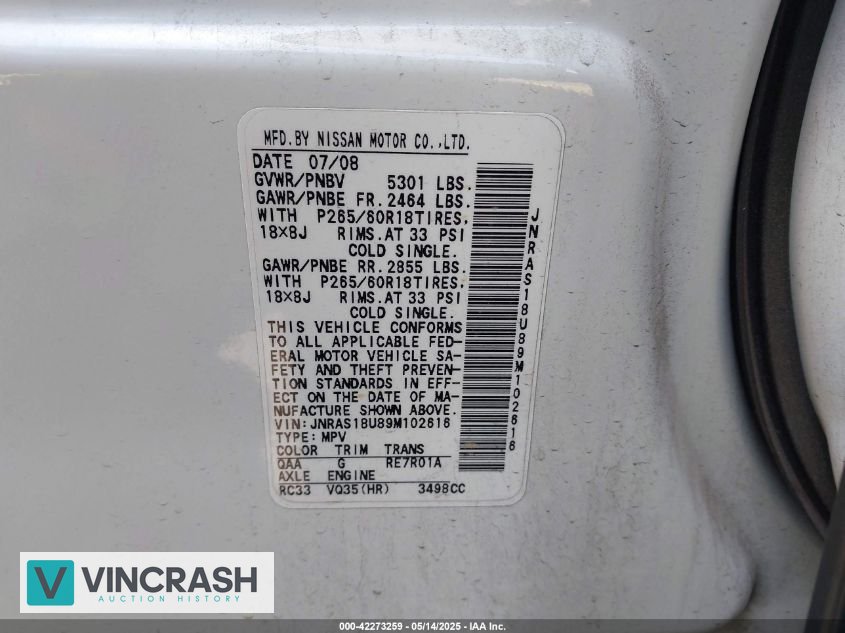 MFD.BY NISSAN MOTOR CO.,LTD.
DATE 07/08
GVWR/PNBV 5301 LBS.
GAWR/PNBE FR. 2464 LBS.
WITH P265/60R18TIRES,
18×8J RIMS.AT 33 PSI
COLD SINGLE.
GAWR/PNBE RR. 2855 LBS.
WITH P265/60R18TIRES,
18×8J RIMS.AT 33 PSI
COLD SINGLE.
THIS VEHICLE CONFORMS
TO ALL APPLICABLE FED-
ERAL MOTOR VEHICLE SA-
FETY AND THEFT PREVEN-
TION STANDARDS IN EFF-
ECT ON THE DATE OF MA-
NUFACTURE SHOWN ABOVE.
VIN:JNRAS18U89M102616
TYPE: MPV
COLOR TRIM TRANS
QAA G RE7R01A
AXLE ENGINE
RC33 VQ35(HR) 3498CC
JNRAS18U89M102616
VINCRASH
AUCTION HISTORY
000-42273259 - 05/14/2025 - IAA Inc.